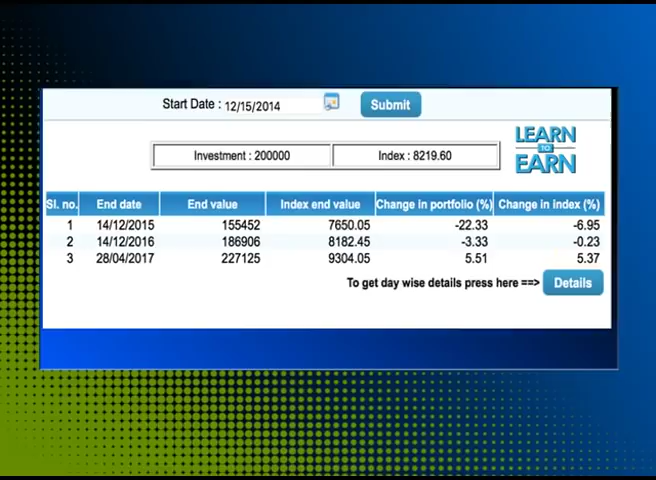 Start Date : 12/15/2014 Submit
LEARN
TO
EARN
Investment : 200000 Index : 8219.60
Sl. no. End date End value Index end value Change in portfolio (%) Change in index (%)
1 14/12/2015 155452 7650.05 -22.33 -6.95
2 14/12/2016 186906 8182.45 -3.33 -0.23
3 28/04/2017 227125 9304.05 5.51 5.37
To get day wise details press here ==> Details